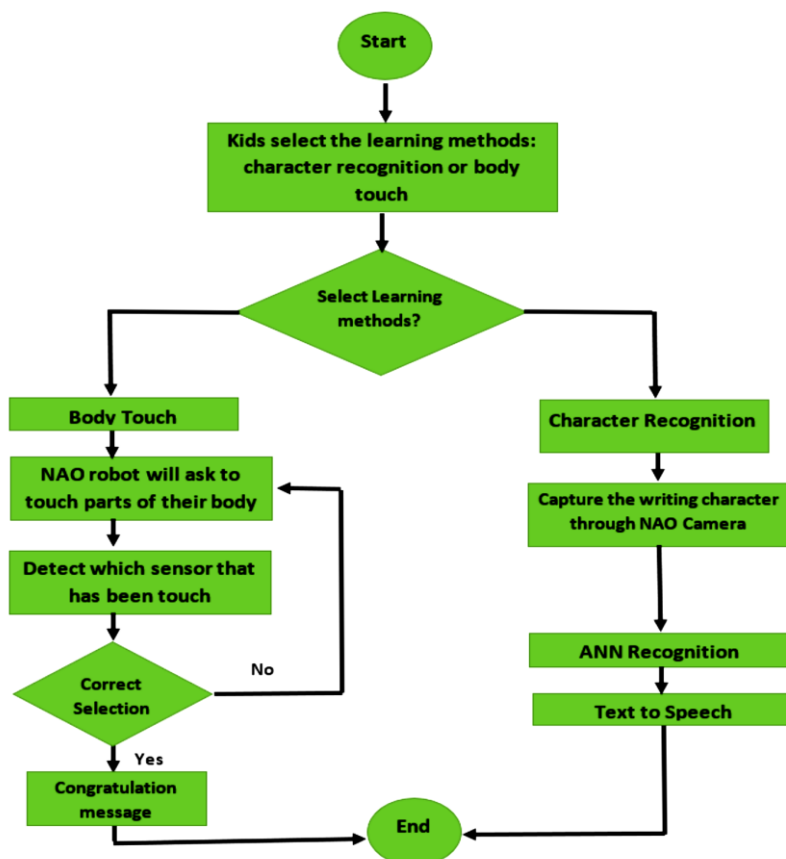 Start
Kids select the learning methods:
character recognition or body
touch
Select Learning
methods?
Body Touch
NAO robot will ask to
touch parts of their body
Detect which sensor that
has been touch
Correct
Selection
No
Yes
Congratulation
message
Character Recognition
Capture the writing character
through NAO Camera
ANN Recognition
Text to Speech
End